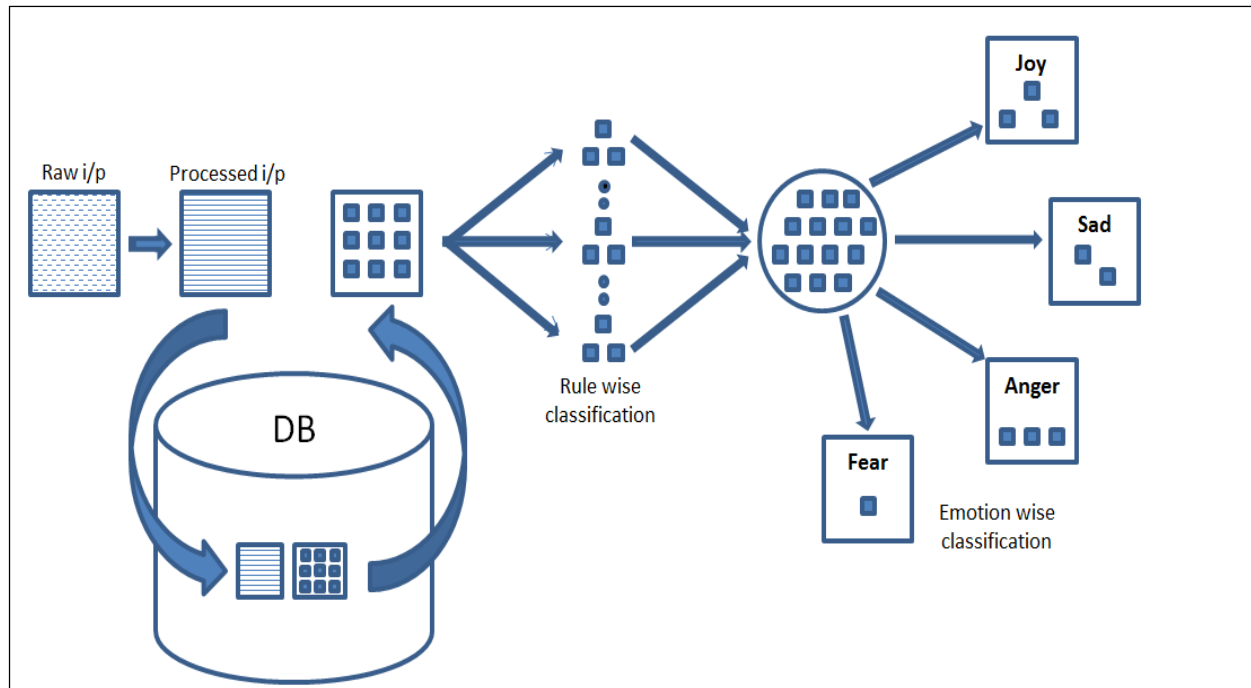 Raw i/p
Processed i/p
DB
Rule wise
classification
Joy
Sad
Anger
Fear
Emotion wise
classification